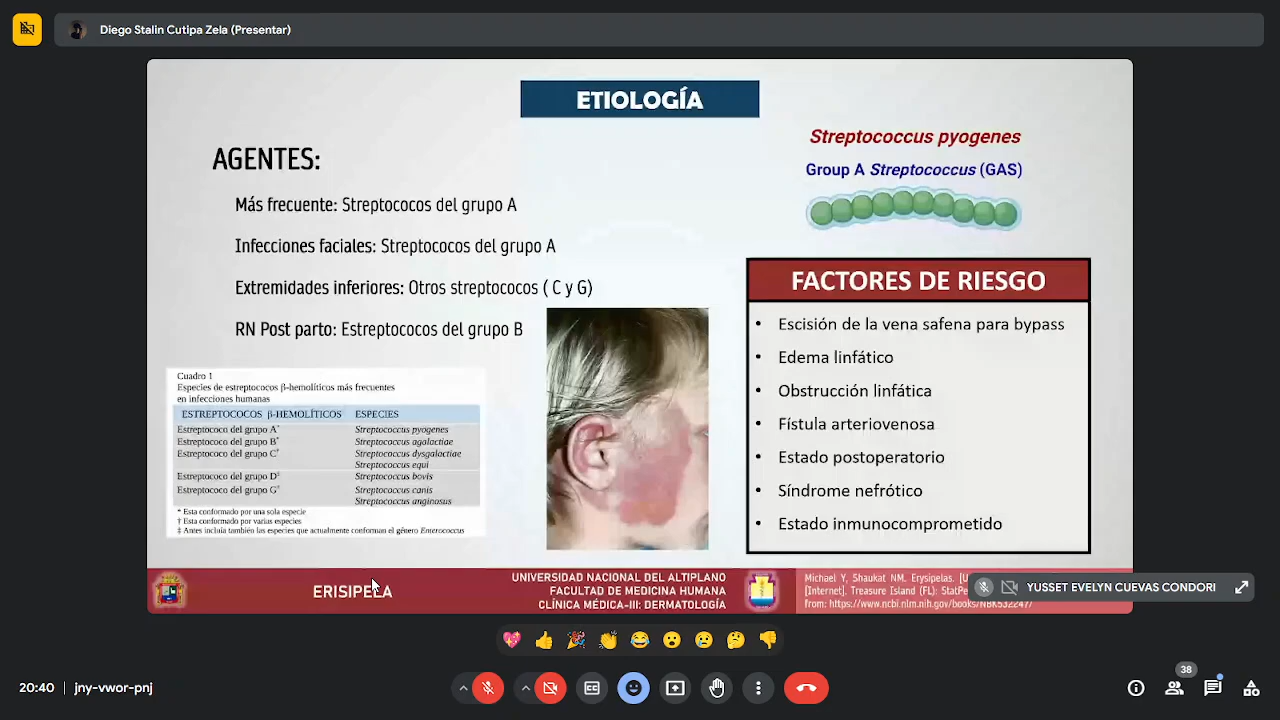 Diego Stalin Cutipa Zela (Presentar)
ETIOLOGÍA
AGENTES:
Más frecuente: Streptococos del grupo A
Infecciones faciales: Streptococos del grupo A
Extremidades inferiores: Otros streptococos ( C y G)
RN Post parto: Estreptococos del grupo B
Streptococcus pyogenes
Group A Streptococcus (GAS)
FACTORES DE RIESGO
• Escisión de la vena safena para bypass
• Edema linfático
• Obstrucción linfática
• Fístula arteriovenosa
• Estado postoperatorio
• Síndrome nefrótico
• Estado inmunocomprometido
Cuadro 1
Especies de estreptococos β-hemolíticos más frecuentes
en infecciones humanas
ESTREPTOCOCOS β-HEMOLÍTICOS ESPECIES
Estreptococo del grupo A* Streptococcus pyogenes
Estreptococo del grupo B* Streptococcus agalactiae
Estreptococo del grupo C† Streptococcus dysgalactiae
Streptococcus equi
Estreptococo del grupo D‡ Streptococcus bovis
Estreptococo del grupo G Streptococcus canis
Streptococcus anginosus
* Esta conformado por una sola especie
† Esta conformado por varias especies
‡ Antes incluía también las especies que actualmente conforman el género Enterococcus
ERISIPELA
UNIVERSIDAD NACIONAL DEL ALTIPLANO
FACULTAD DE MEDICINA HUMANA
CLÍNICA MÉDICA-III: DERMATOLOGÍA
Michael Y, Shaukat NM. Erysipelas.
[Internet]. Treasure Island (FL):
from: https://www.ncbi.nlm.nih.gov/books/NBK532247/
YUSSET EVELYN CUEVAS CONDORI
20:40 | jny-vwor-pnj
38